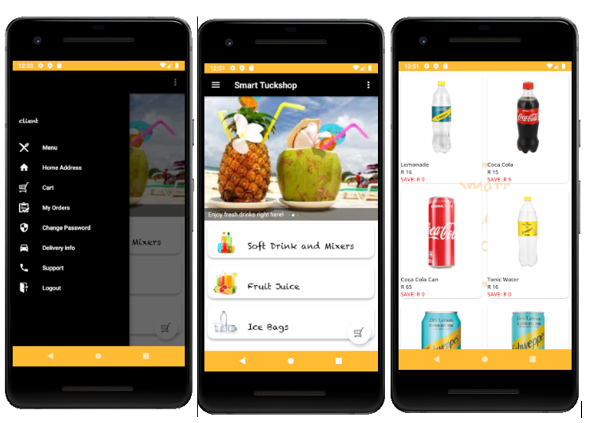 12:53
client
Menu
Home Address
Cart
My Orders
Change Password
Delivery Info
Support
Logout
Mixers
12:51
Smart Tuckshop
Enjoy fresh drinks right here!
Soft Drink and Mixers
Fruit Juice
Ice Bags
12:51
Lemonade
R 16
SAVE: R 0
Coca Cola
R 15
SAVE: R 5
Coca-Cola
Coca Cola Can
R 65
SAVE: R 0
Tonic Water
R 16
SAVE: R 0